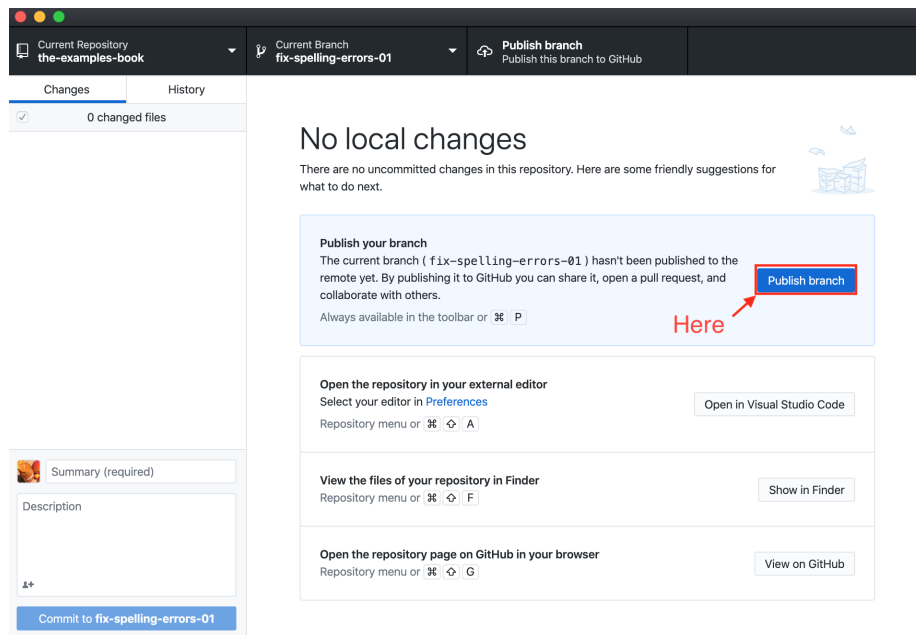 Current Repository
the-examples-book
Current Branch
fix-spelling-errors-01
Publish branch
Publish this branch to GitHub
Changes
History
0 changed files
No local changes
There are no uncommitted changes in this repository. Here are some friendly suggestions for
what to do next.
Publish your branch
The current branch ( fix-spelling-errors-01 ) hasn't been published to the
remote yet. By publishing it to GitHub you can share it, open a pull request, and
collaborate with others.
Always available in the toolbar or ⌘ P
Publish branch
Here
Open the repository in your external editor
Select your editor in Preferences
Repository menu or ⌘ ⇧ A
Open in Visual Studio Code
View the files of your repository in Finder
Repository menu or ⌘ ⇧ F
Show in Finder
Open the repository page on GitHub in your browser
Repository menu or ⌘ ⇧ G
View on GitHub
Summary (required)
Description
Commit to fix-spelling-errors-01